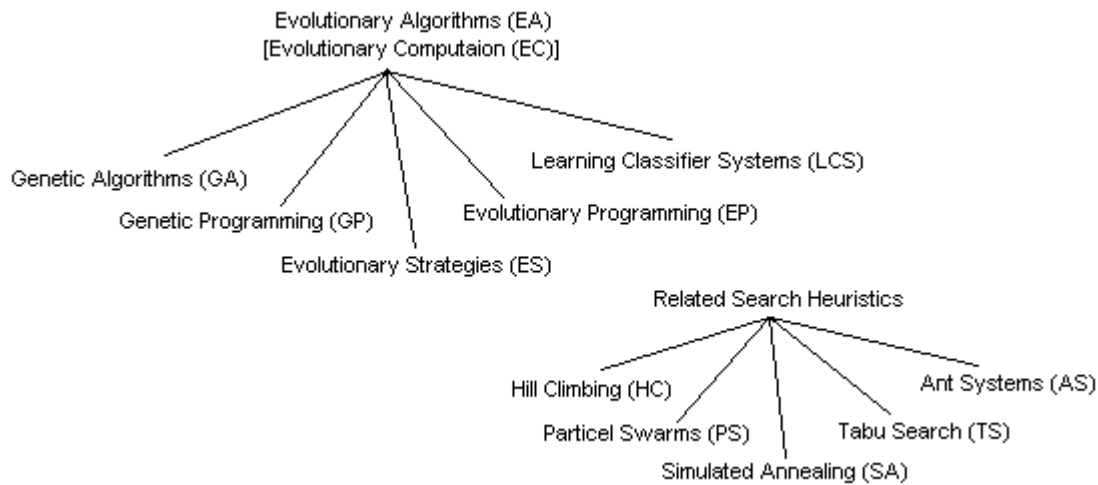 Evolutionary Algorithms (EA)
[Evolutionary Computaion (EC)]
Learning Classifier Systems (LCS)
Genetic Algorithms (GA)
Genetic Programming (GP)
Evolutionary Programming (EP)
Evolutionary Strategies (ES)
Related Search Heuristics
Hill Climbing (HC)
Ant Systems (AS)
Particel Swarms (PS)
Tabu Search (TS)
Simulated Annealing (SA)